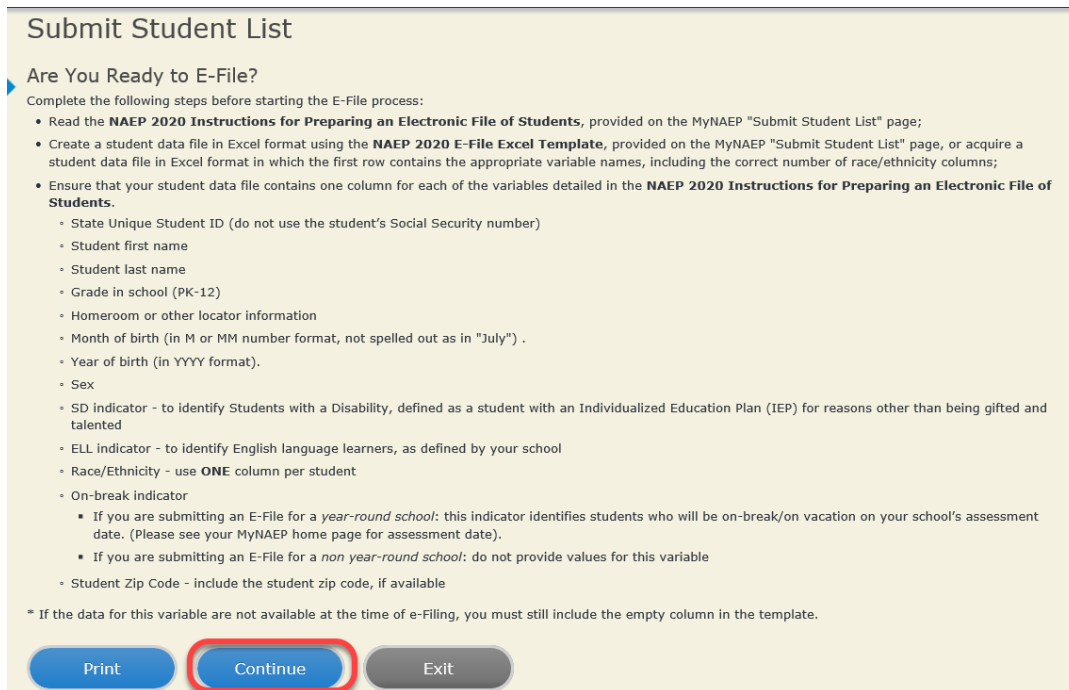 Submit Student List
Are You Ready to E-File?
Complete the following steps before starting the E-File process:
• Read the NAEP 2020 Instructions for Preparing an Electronic File of Students, provided on the MyNAEP "Submit Student List" page;
• Create a student data file in Excel format using the NAEP 2020 E-File Excel Template, provided on the MyNAEP "Submit Student List" page, or acquire a
student data file in Excel format in which the first row contains the appropriate variable names, including the correct number of race/ethnicity columns;
• Ensure that your student data file contains one column for each of the variables detailed in the NAEP 2020 Instructions for Preparing an Electronic File of
Students.
◦ State Unique Student ID (do not use the student’s Social Security number)
◦ Student first name
◦ Student last name
◦ Grade in school (PK-12)
◦ Homeroom or other locator information
◦ Month of birth (in M or MM number format, not spelled out as in "July") .
◦ Year of birth (in YYYY format).
◦ Sex
◦ SD indicator - to identify Students with a Disability, defined as a student with an Individualized Education Plan (IEP) for reasons other than being gifted and
talented
◦ ELL indicator - to identify English language learners, as defined by your school
◦ Race/Ethnicity - use ONE column per student
◦ On-break indicator
▪ If you are submitting an E-File for a year-round school: this indicator identifies students who will be on-break/on vacation on your school’s assessment
date. (Please see your MyNAEP home page for assessment date).
▪ If you are submitting an E-File for a non year-round school: do not provide values for this variable
◦ Student Zip Code - include the student zip code, if available
* If the data for this variable are not available at the time of e-Filing, you must still include the empty column in the template.
Print Continue Exit